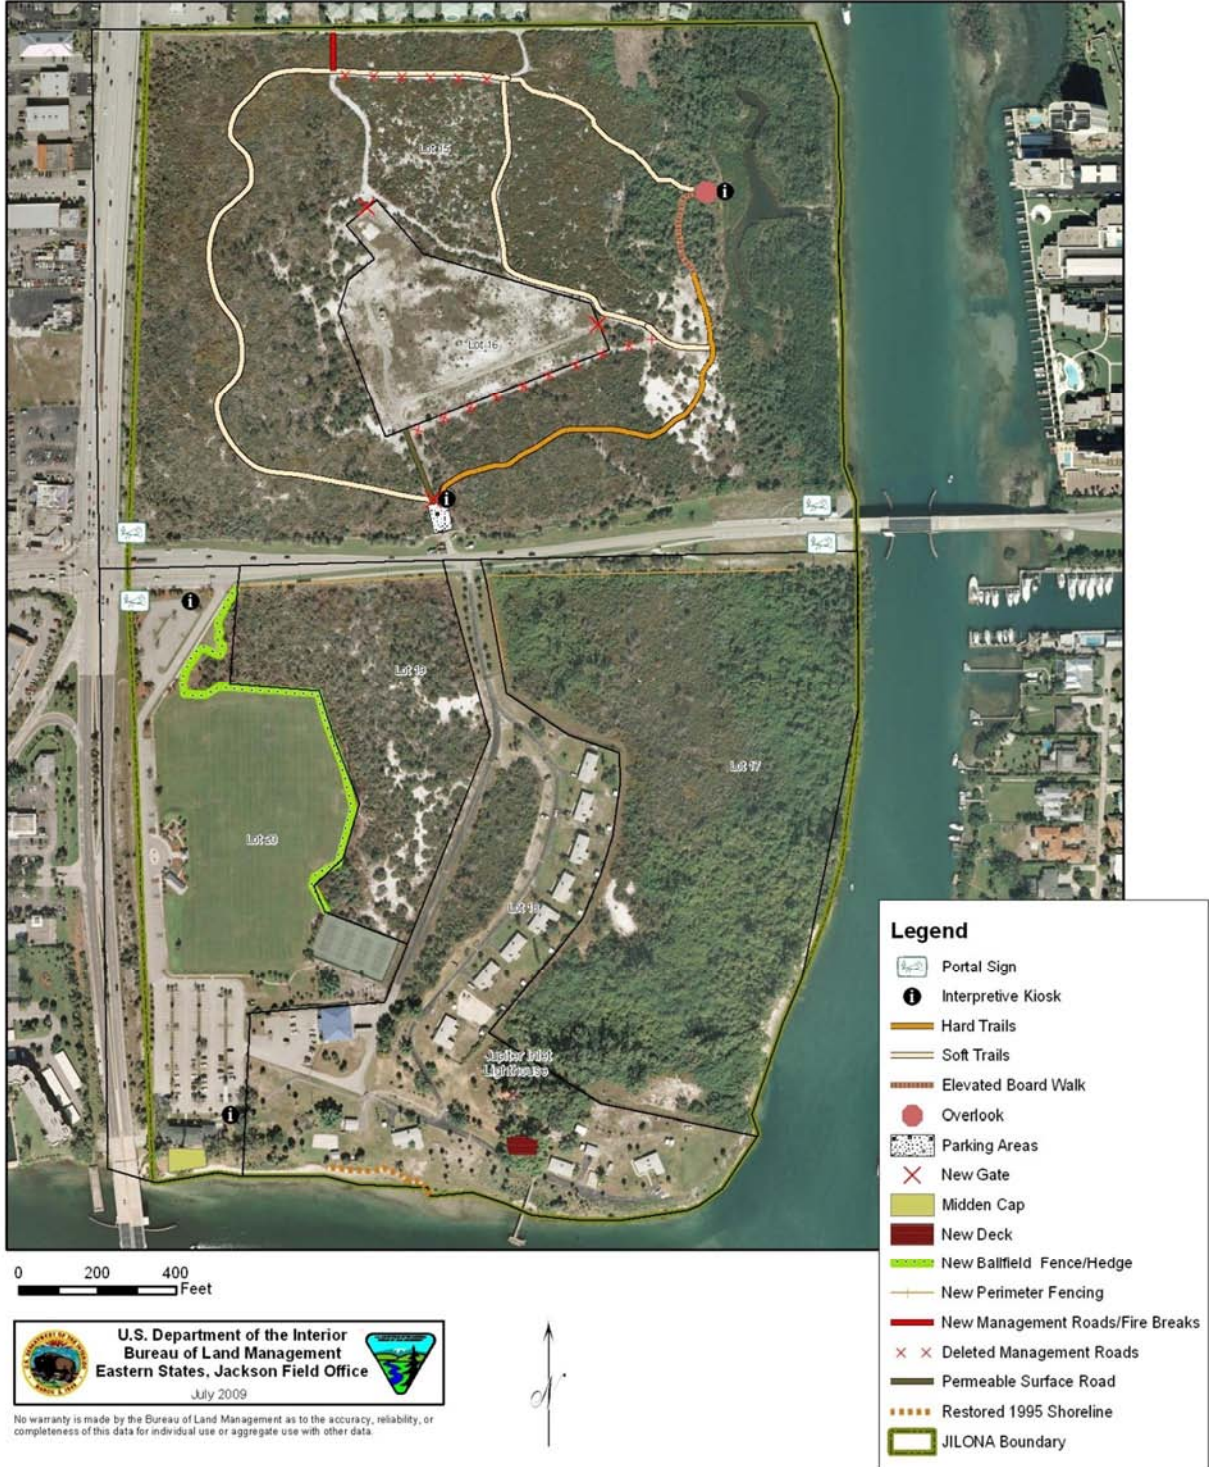 Lot 15
Lot 16
Lot 19
Lot 17
Lot 20
Lot 18
Jupiter Inlet
Lighthouse
Legend
Portal Sign
Interpretive Kiosk
Hard Trails
Soft Trails
Elevated Board Walk
Overlook
Parking Areas
New Gate
Midden Cap
New Deck
New Ballfield Fence/Hedge
New Perimeter Fencing
New Management Roads/Fire Breaks
Deleted Management Roads
Permeable Surface Road
Restored 1995 Shoreline
JILONA Boundary
0 200 400
Feet
U.S. Department of the Interior
Bureau of Land Management
Eastern States, Jackson Field Office
July 2009
No warranty is made by the Bureau of Land Management as to the accuracy, reliability, or
completeness of this data for individual use or aggregate use with other data.
N